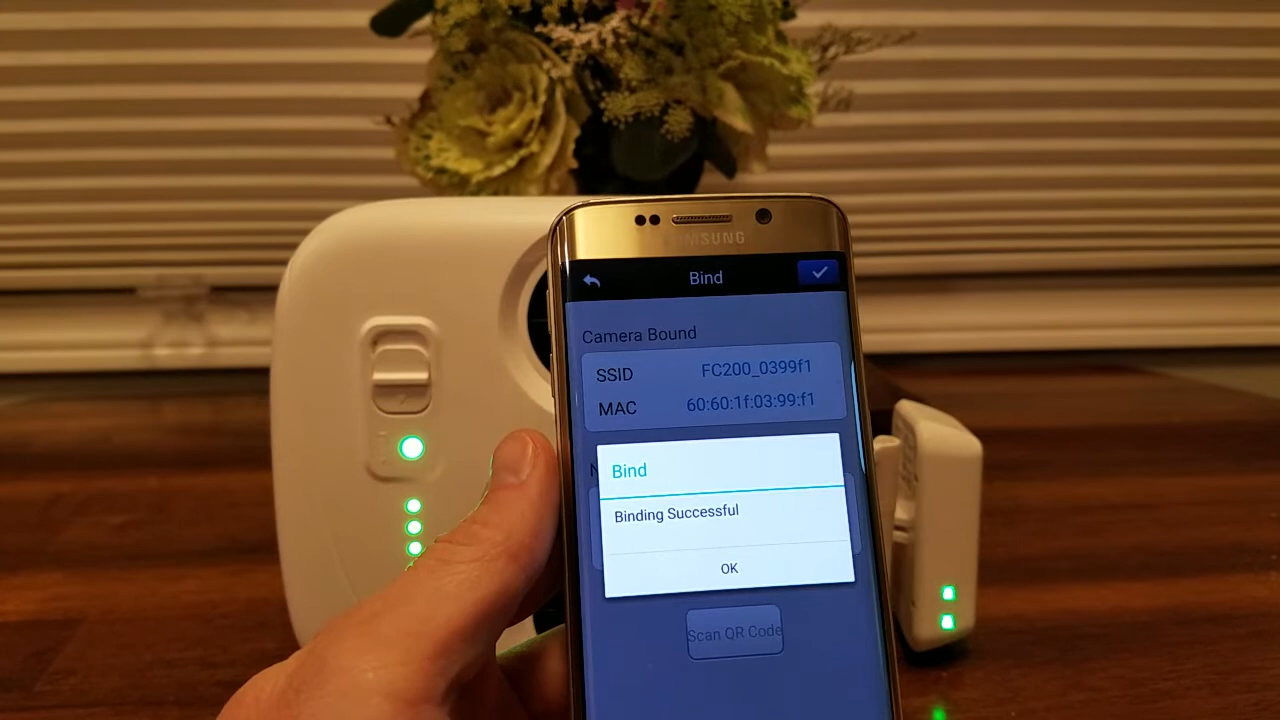 SAMSUNG
Bind
Camera Bound
SSID FC200_0399f1
MAC 60:60:1f:03:99:f1
N
Bind
Binding Successful
OK
Scan QR Code